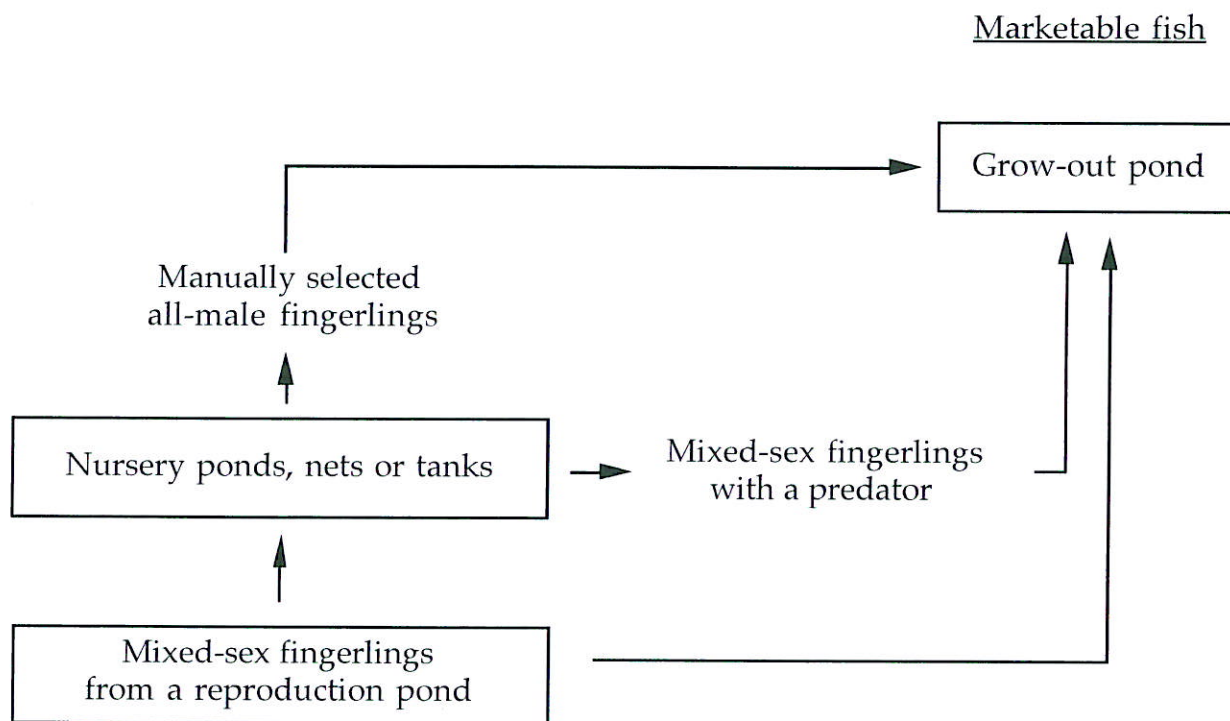 Marketable fish
Grow-out pond
Manually selected
all-male fingerlings
Nursery ponds, nets or tanks
Mixed-sex fingerlings
with a predator
Mixed-sex fingerlings
from a reproduction pond